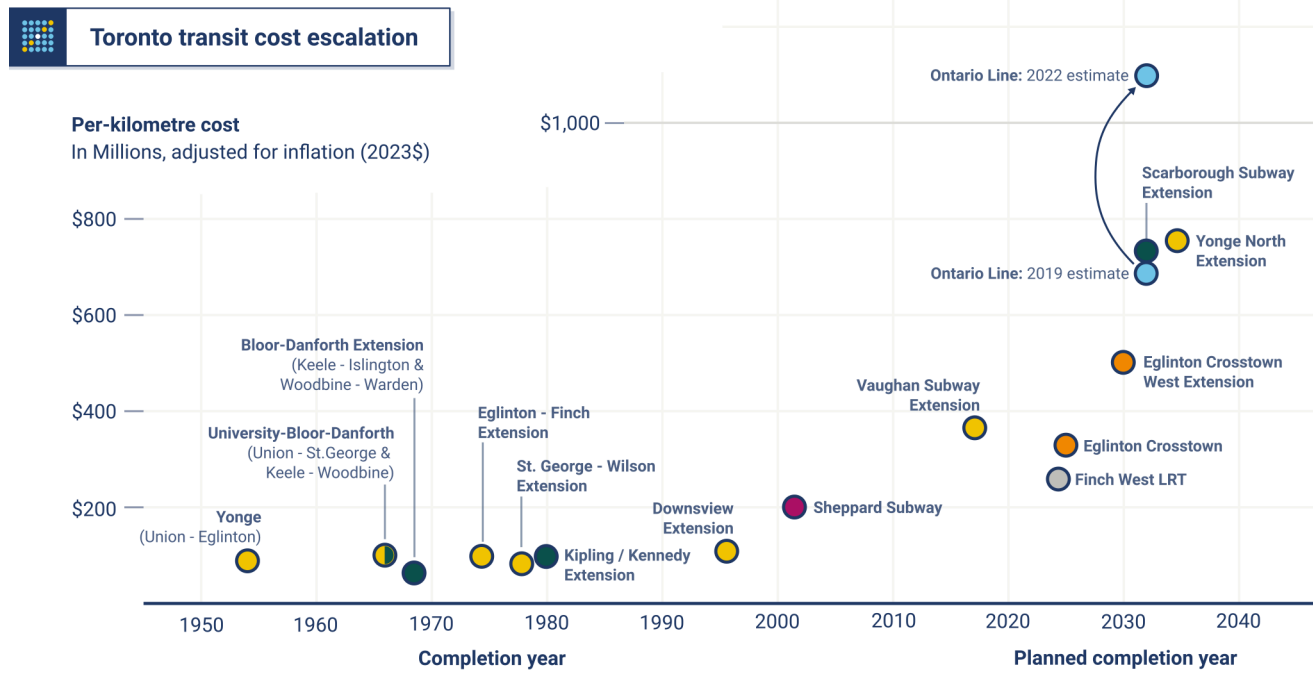 Toronto transit cost escalation
Per-kilometre cost
In Millions, adjusted for inflation (2023$)
$1,000
$800
$600
$400
$200
Ontario Line: 2022 estimate
Scarborough Subway
Extension
Yonge North
Extension
Ontario Line: 2019 estimate
Bloor-Danforth Extension
(Keele - Islington &
Woodbine - Warden)
Eglinton Crosstown
West Extension
Vaughan Subway
Extension
Eglinton - Finch
Extension
University-Bloor-Danforth
(Union - St.George &
Keele - Woodbine)
Eglinton Crosstown
St. George - Wilson
Extension
Finch West LRT
Yonge
(Union - Eglinton)
Downsview
Extension
Sheppard Subway
Kipling / Kennedy
Extension
1950 1960 1970 1980 1990 2000 2010 2020 2030 2040
Completion year
Planned completion year